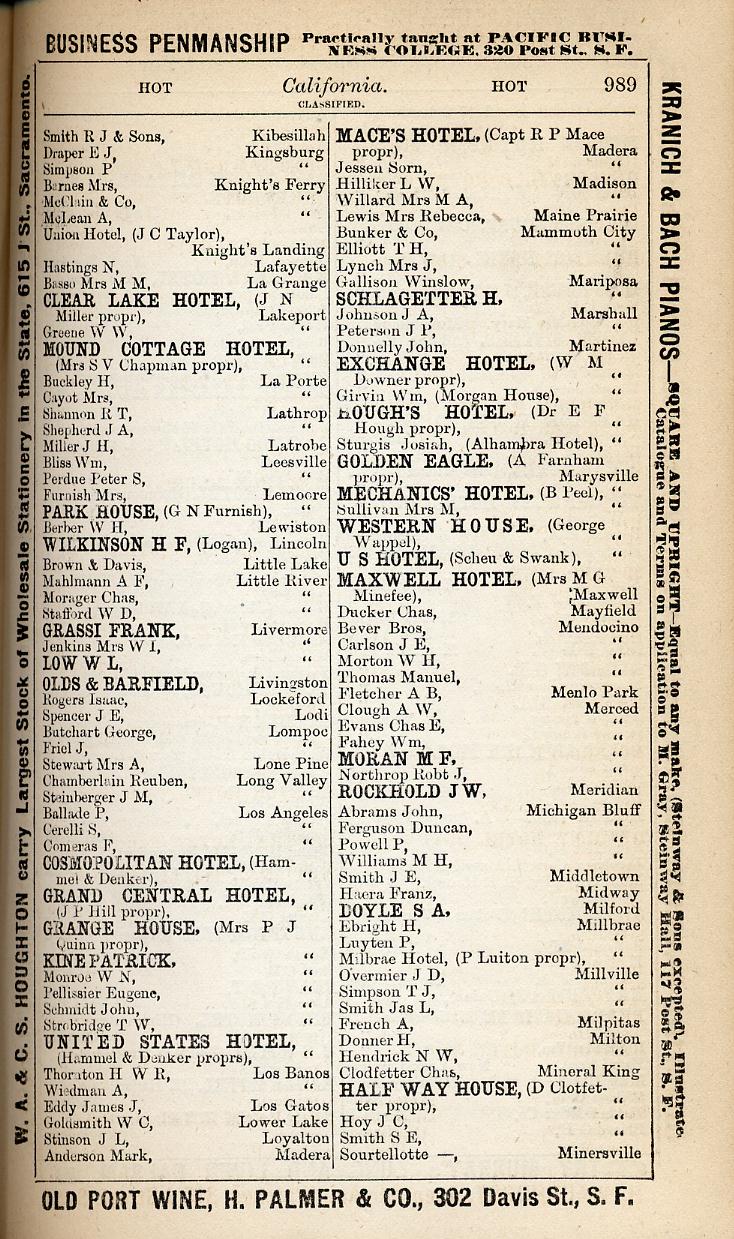 BUSINESS PENMANSHIP Practically taught at PACIFIC BUSI-
NESS COLLEGE, 320 Post St., S. F.
HOT California. HOT 989
CLASSIFIED.
Smith R J & Sons, Kibesillah
Draper E J, Kingsburg
Simpson P "
Barnes Mrs, Knight's Ferry
McClain & Co, "
McLean A, "
Union Hotel, (J C Taylor),
Knight's Landing
Hastings N, Lafayette
Basso Mrs M M, La Grange
CLEAR LAKE HOTEL, (J N
Miller propr), Lakeport
Greene W W, "
MOUND COTTAGE HOTEL,
(Mrs S V Chapman propr), "
Buckley H, La Porte
Cayot Mrs, "
Shannon R T, Lathrop
Shepherd J A, "
Miller J H, Latrobe
Bliss Wm, Leesville
Perdue Peter S, "
Furnish Mrs, Lemoore
PARK HOUSE, (G N Furnish), "
Berber W H, Lewiston
WILKINSON H F, (Logan), Lincoln
Brown & Davis, Little Lake
Mahlmann A F, Little River
Morager Chas, "
Stafford W D, "
GRASSI FRANK, Livermore
Jenkins Mrs W I, "
LOW W L, "
OLDS & BARFIELD, Livingston
Rogers Isaac, Lockeford
Spencer J E, Lodi
Butchart George, Lompoc
Friel J, "
Stewart Mrs A, Lone Pine
Chamberlain Reuben, Long Valley
Steinberger J M, "
Ballade P, Los Angeles
Cerelli S, "
Comeras F, "
COSMOPOLITAN HOTEL, (Ham-
mel & Denker), "
GRAND CENTRAL HOTEL,
(J P Hill propr), "
GRANGE HOUSE, (Mrs P J
Quinn propr), "
KINE PATRICK, "
Monroe W N, "
Pellissier Eugene, "
Schmidt John, "
Strobridge T W, "
UNITED STATES HOTEL,
(Hammel & Denker proprs), "
Thornton H W R, Los Banos
Wiedman A, "
Eddy James J, Los Gatos
Goldsmith W C, Lower Lake
Stinson J L, Loyalton
Anderson Mark, Madera
MACE'S HOTEL, (Capt R P Mace
propr), Madera
Jessen Sorn, "
Hilliker L W, Madison
Willard Mrs M A, "
Lewis Mrs Rebecca, Maine Prairie
Bunker & Co, Mammoth City
Elliott T H, "
Lynch Mrs J, "
Gallison Winslow, Mariposa
SCHLAGETTER H, "
Johnson J A, Marshall
Peterson J P, "
Donnelly John, Martinez
EXCHANGE HOTEL, (W M
Downer propr), "
Girvin Wm, (Morgan House), "
HOUGH'S HOTEL, (Dr E F
Hough propr), "
Sturgis Josiah, (Alhambra Hotel), "
GOLDEN EAGLE, (A Farnham
propr), Marysville
MECHANICS' HOTEL, (B Peel), "
Sullivan Mrs M, "
WESTERN HOUSE, (George
Wappel), "
U S HOTEL, (Scheu & Swank), "
MAXWELL HOTEL, (Mrs M G
Minefee), Maxwell
Ducker Chas, Mayfield
Bever Bros, Mendocino
Carlson J E, "
Morton W H, "
Thomas Manuel, "
Fletcher A B, Menlo Park
Clough A W, Merced
Evans Chas E, "
Fahey Wm, "
MORAN M F, "
Northrop Robt J, "
ROCKHOLD J W, Meridian
Abrams John, Michigan Bluff
Ferguson Duncan, "
Powell P, "
Williams M H, "
Smith J E, Middletown
Haera Franz, Midway
DOYLE S A, Milford
Ebright H, Millbrae
Luyten P, "
Milbrae Hotel, (P Luiton propr), "
Overmier J D, Millville
Simpson T J, "
Smith Jas L, "
French A, Milpitas
Donner H, Milton
Hendrick N W, "
Clodfetter Chas, Mineral King
HALF WAY HOUSE, (D Clotfet-
ter propr), "
Hoy J C, "
Smith S E, "
Sourtellotte —, Minersville
W. A. & C. S. HOUGHTON carry Largest Stock of Wholesale Stationery in the State, 615 J St., Sacramento.
KRANICH & BACH PIANOS—SQUARE AND UPRIGHT—Equal to any make, (Steinway & Sons excepted). Illustrate
Catalogue and Terms on application to M. Gray, Steinway Hall, 117 Post St., S. F.
OLD PORT WINE, H. PALMER & CO., 302 Davis St., S. F.